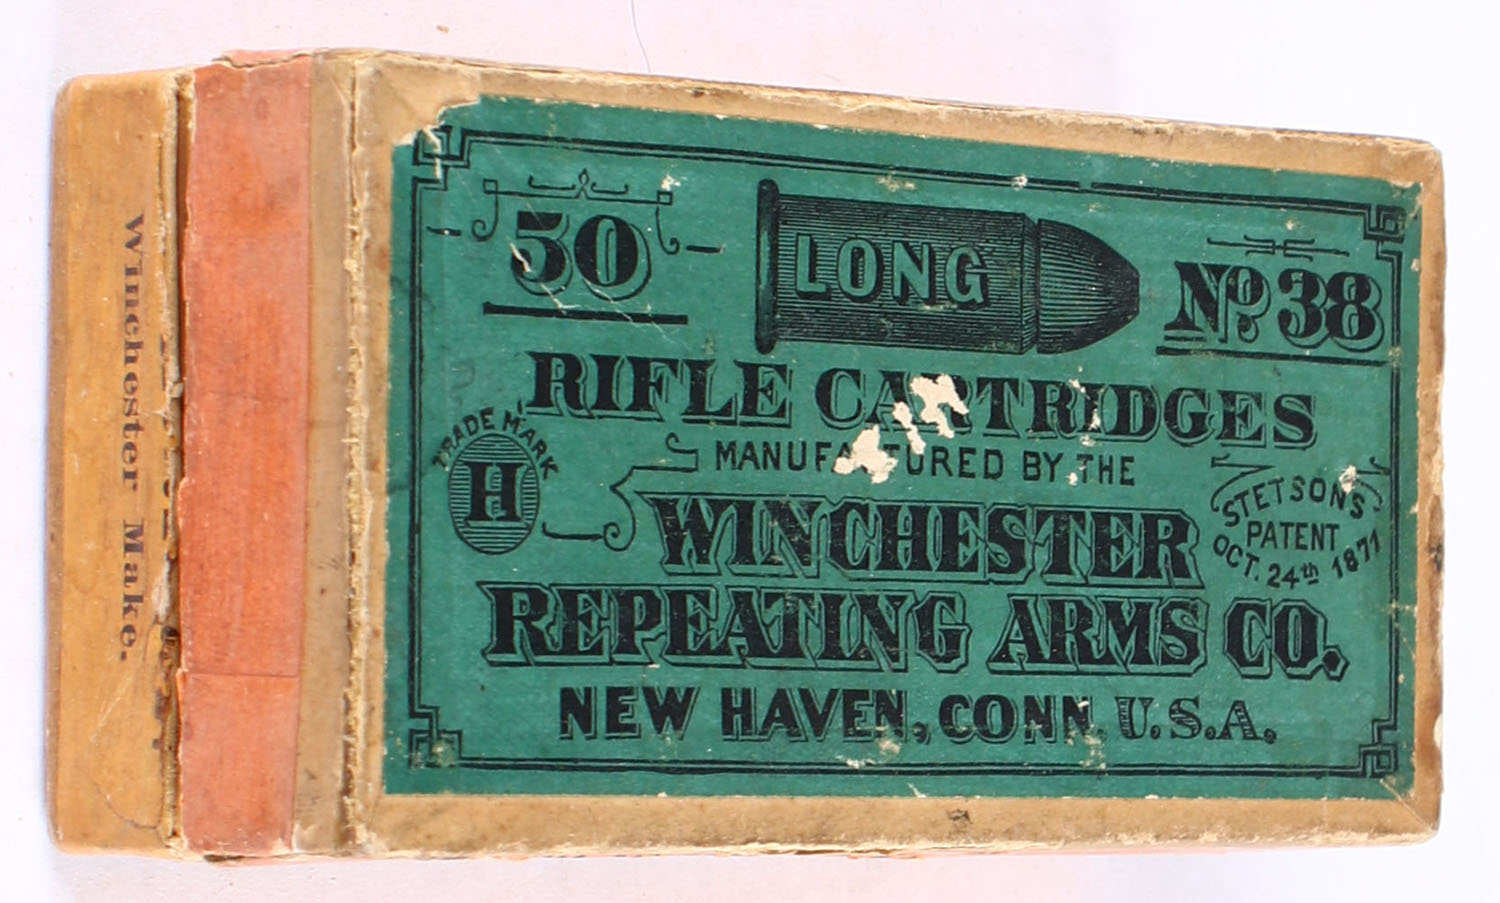 50
LONG
No. 38
RIFLE CARTRIDGES
TRADE MARK
H
MANUFACTURED BY THE
WINCHESTER
REPEATING ARMS CO.
NEW HAVEN, CONN. U.S.A.
STETSON'S
PATENT
OCT. 24th 1871
Winchester Make.